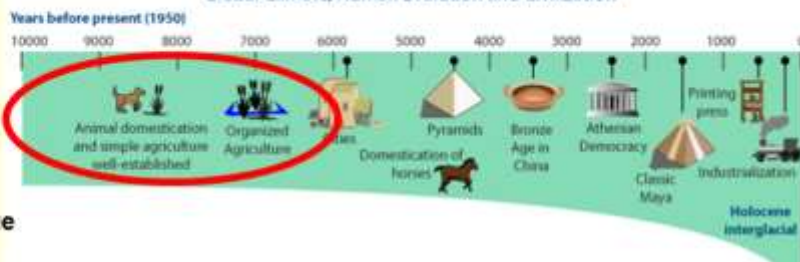 Years before present (1950)
10000 9000 8000 7000 6000 5000 4000 3000 2000 1000
Animal domestication
and simple agriculture
well-established
Organized
Agriculture
Pyramids
Domestication of
horses
Bronze
Age in
China
Athenian
Democracy
Classic
Maya
Printing
press
Industrialization
Holocene
interglacial